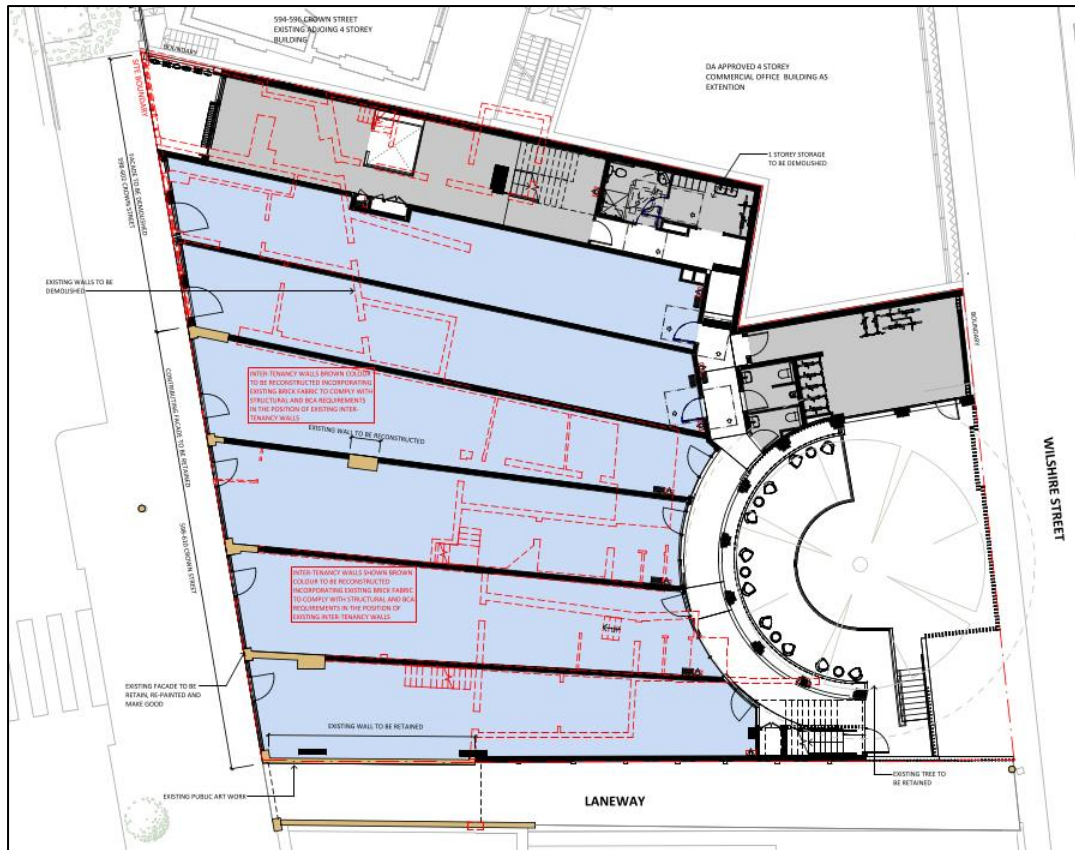 594-596 CROWN STREET
EXISTING ADJOING 4 STOREY
BUILDING
BOUNDARY
DA APPROVED 4 STOREY
COMMERCIAL OFFICE BUILDING AS
EXTENTION
SITE BOUNDARY
1 STOREY STORAGE
TO BE DEMOLISHED
FACADE TO BE DEMOLISHED
598-602 CROWN STREET
EXISTING WALLS TO BE
DEMOLISHED
BOUNDARY
INTER-TENANCY WALLS BROWN COLOUR
TO BE RECONSTRUCTED INCORPORATING
EXISTING BRICK FABRIC TO COMPLY WITH
STRUCTURAL AND BCA REQUIREMENTS
IN THE POSITION OF EXISTING INTER-
TENANCY WALLS
CONTRIBUTING FACADE TO BE RETAINED
EXISTING WALL TO BE RECONSTRUCTED
WILSHIRE STREET
INTER-TENANCY WALLS SHOWN BROWN
COLOUR TO BE RECONSTRUCTED
INCORPORATING EXISTING BRICK FABRIC
TO COMPLY WITH STRUCTURAL AND BCA
REQUIREMENTS IN THE POSITION OF
EXISTING INTER-TENANCY WALLS
EXISTING FACADE TO BE
RETAIN, RE-PAINTED AND
MAKE GOOD
EXISTING WALL TO BE RETAINED
EXISTING PUBLIC ART WORK
LANEWAY
EXISTING TREE TO
BE RETAINED